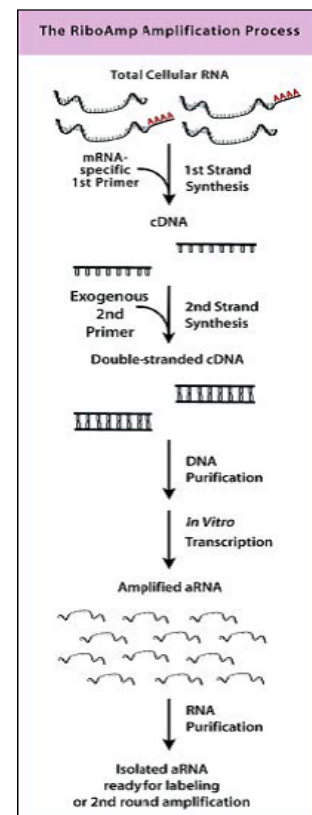 The RiboAmp Amplification Process
Total Cellular RNA
AAAA
AAAA
mRNA-
specific
1st Primer
1st Strand
Synthesis
cDNA
Exogenous
2nd
Primer
2nd Strand
Synthesis
Double-stranded cDNA
DNA
Purification
In Vitro
Transcription
Amplified aRNA
RNA
Purification
Isolated aRNA
ready for labeling
or 2nd round amplification